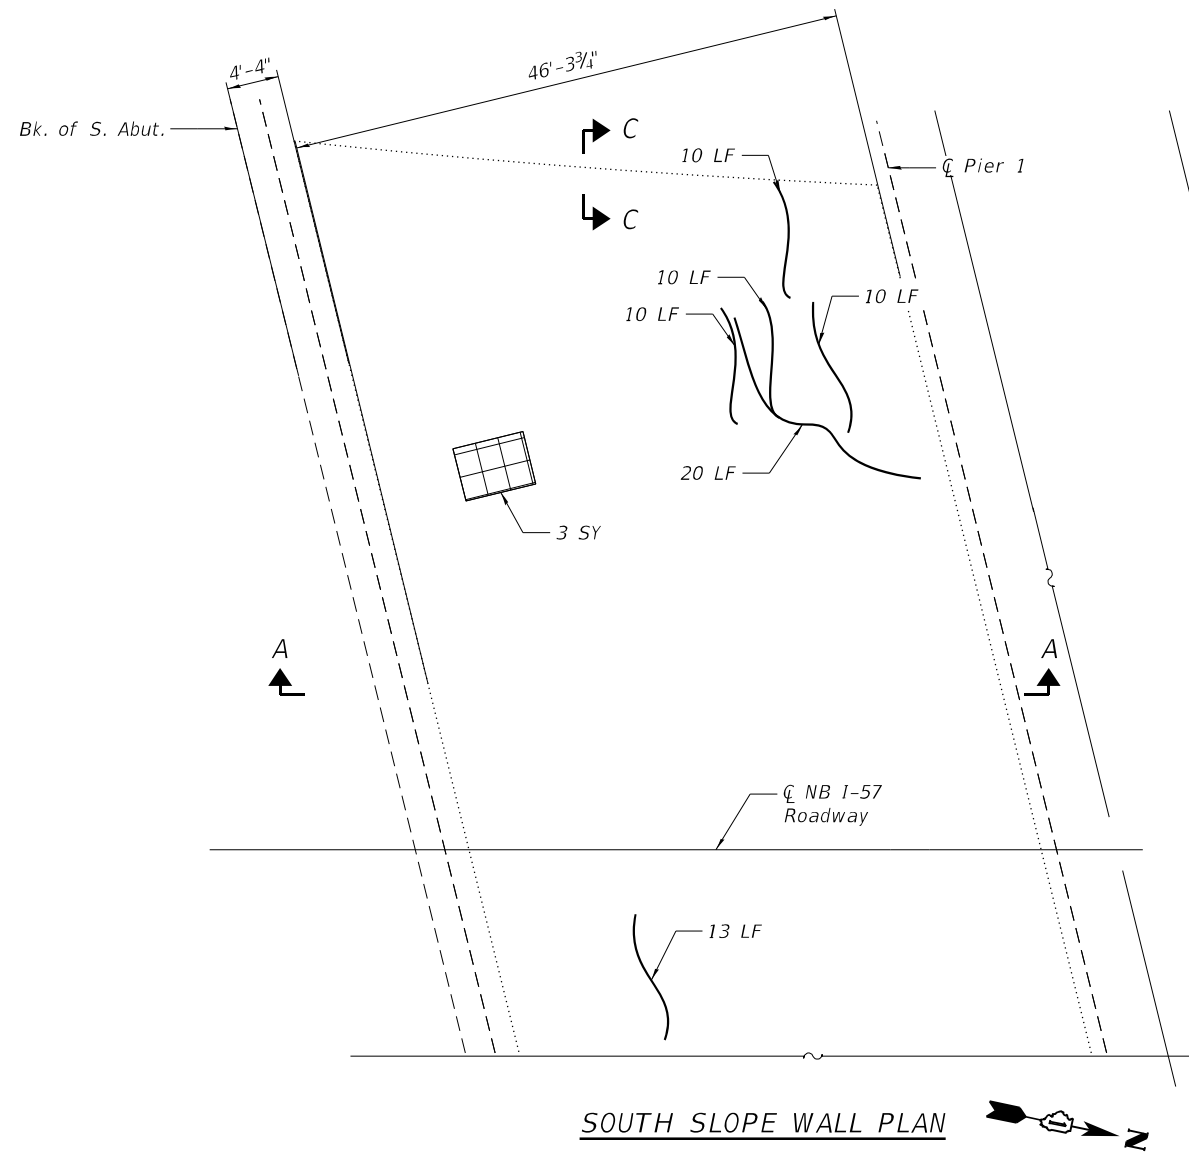 4'-4"
46'-3¾"
Bk. of S. Abut.
C
10 LF
℄ Pier 1
C
10 LF
10 LF
10 LF
20 LF
3 SY
A
A
℄ NB I-57
Roadway
13 LF
SOUTH SLOPE WALL PLAN
N